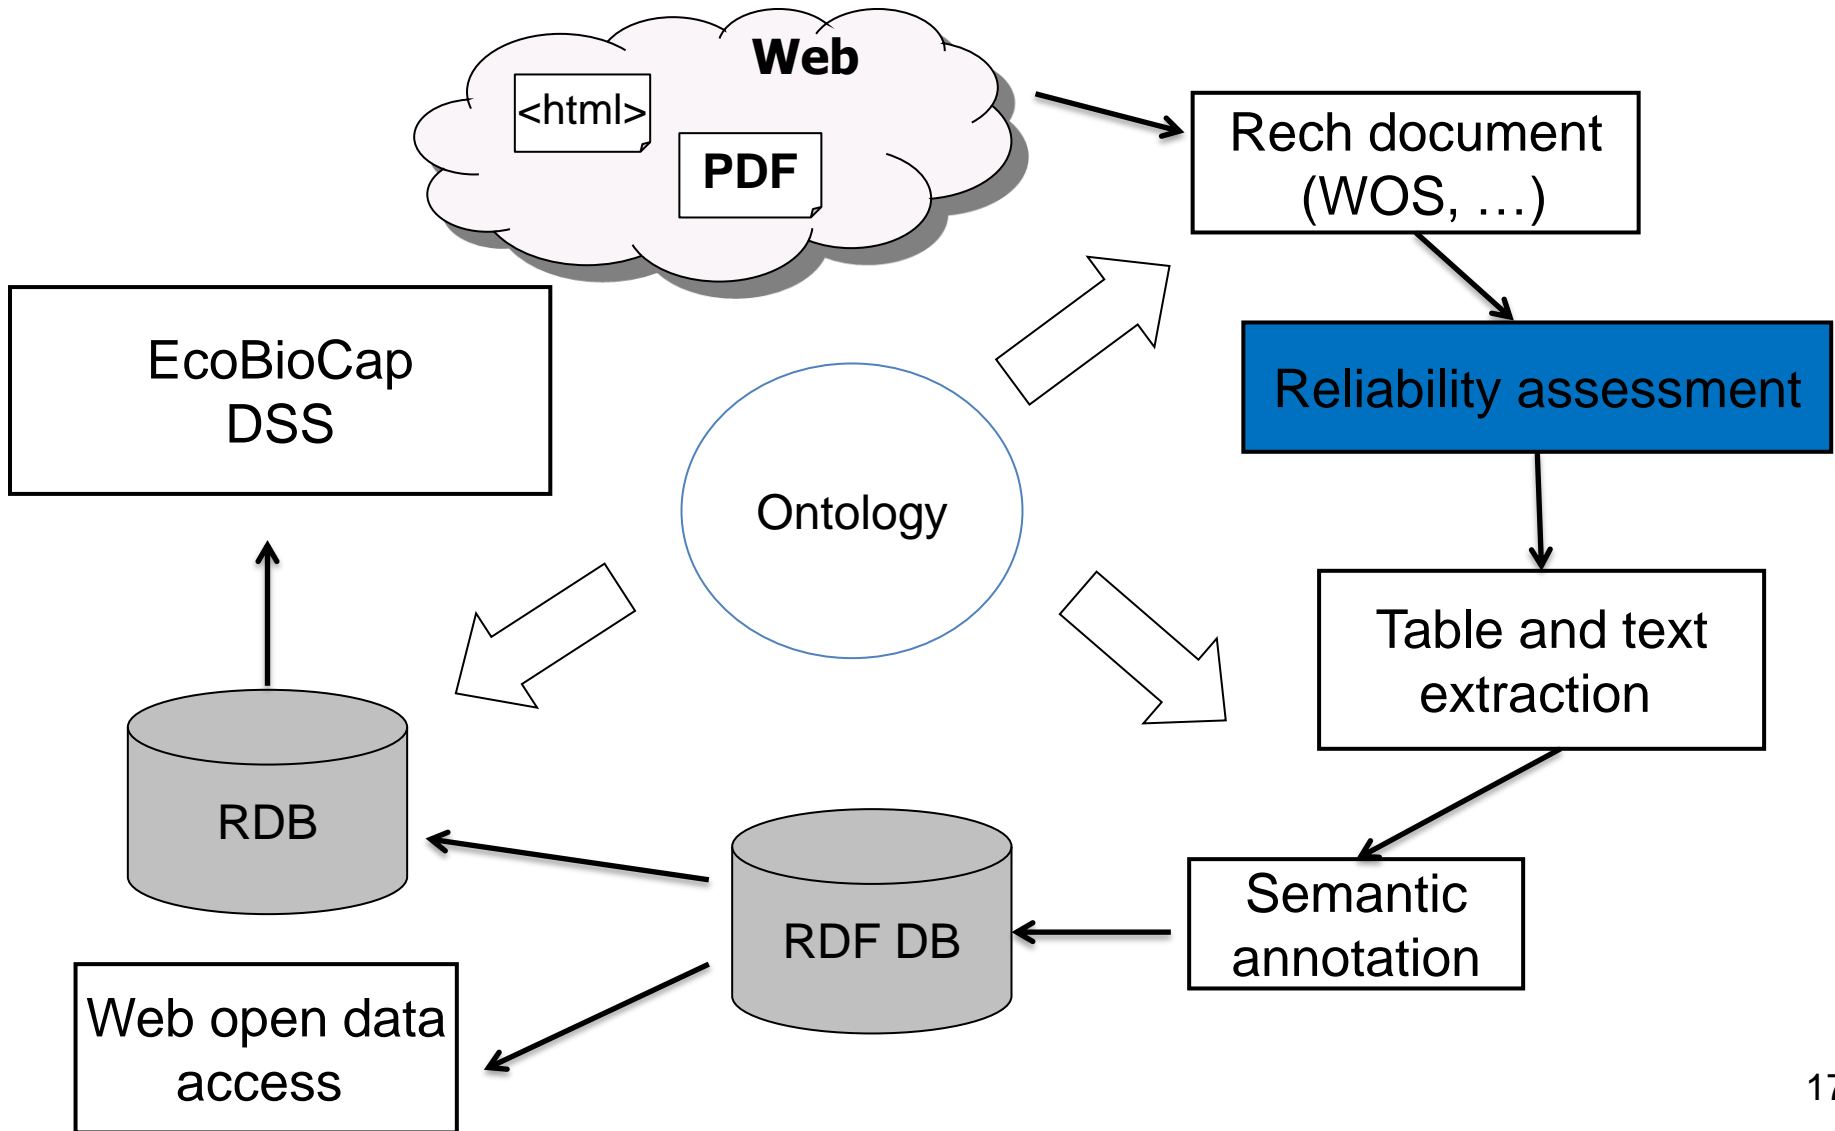 Web
<html>
PDF
Rech document
(WOS, …)
EcoBioCap
DSS
Reliability assessment
Ontology
Table and text
extraction
RDB
RDF DB
Semantic
annotation
Web open data
access
17